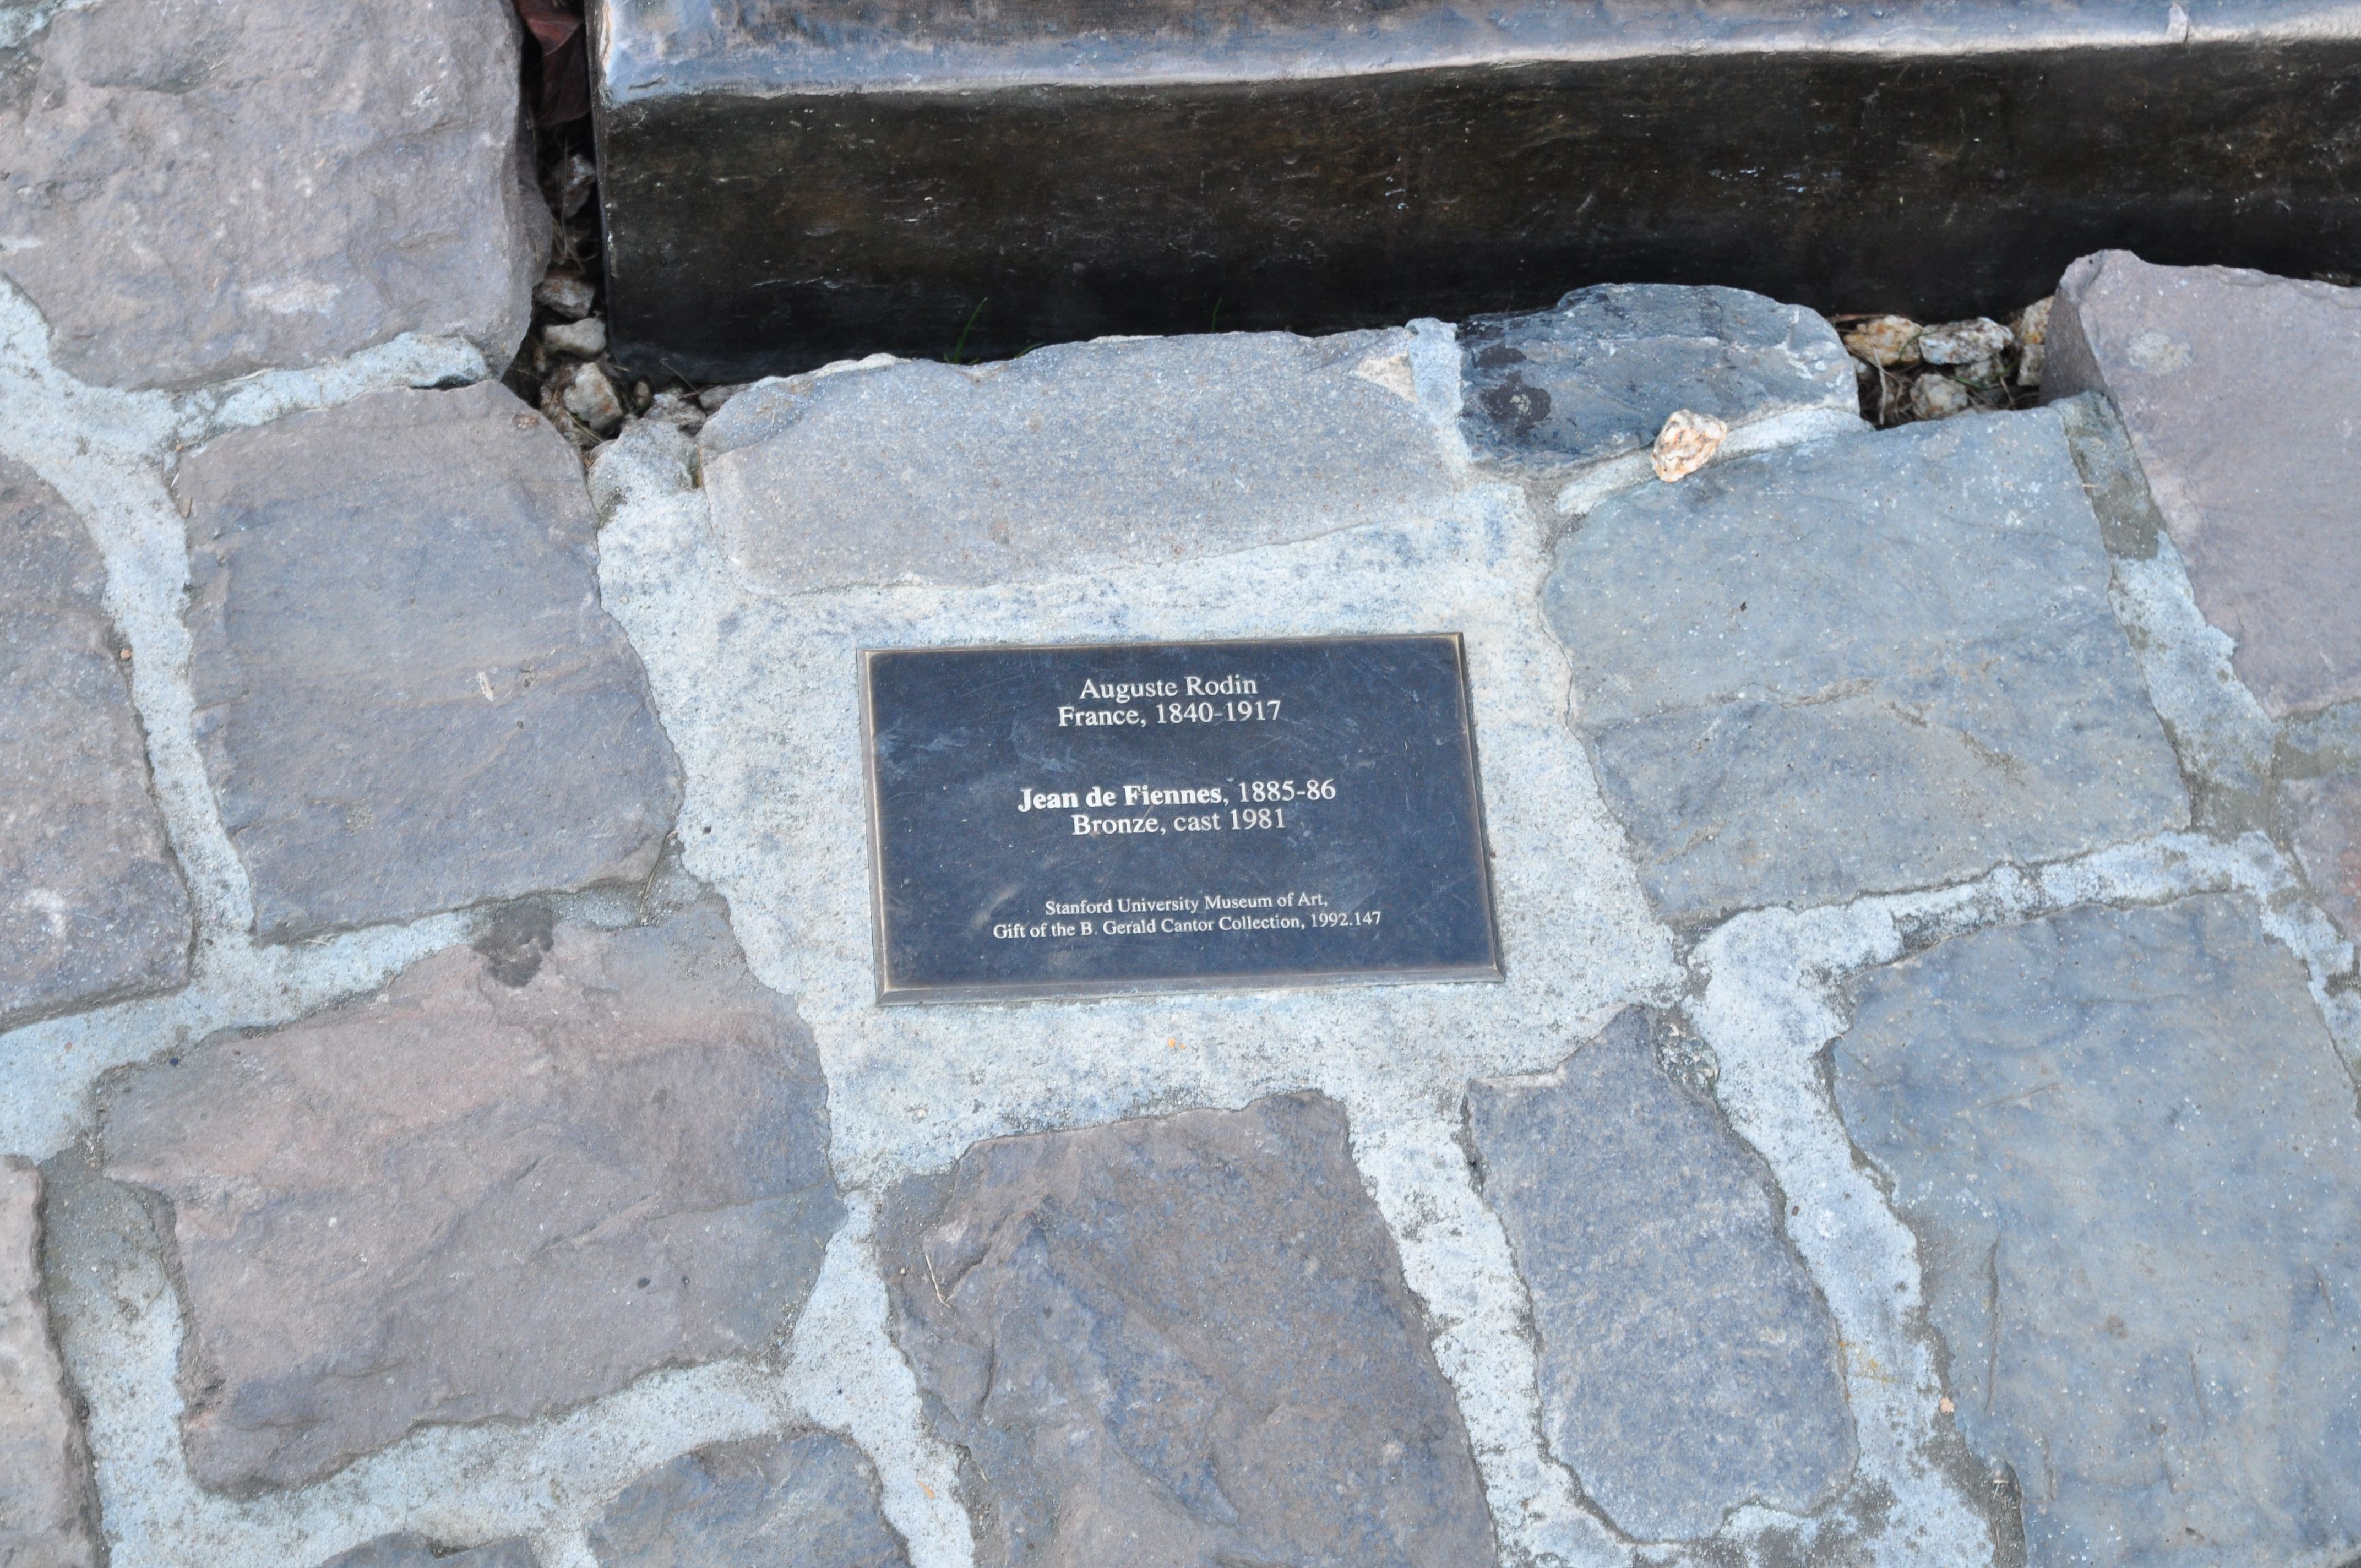 Auguste Rodin
France, 1840-1917
Jean de Fiennes, 1885-86
Bronze, cast 1981
Stanford University Museum of Art,
Gift of the B. Gerald Cantor Collection, 1992.147